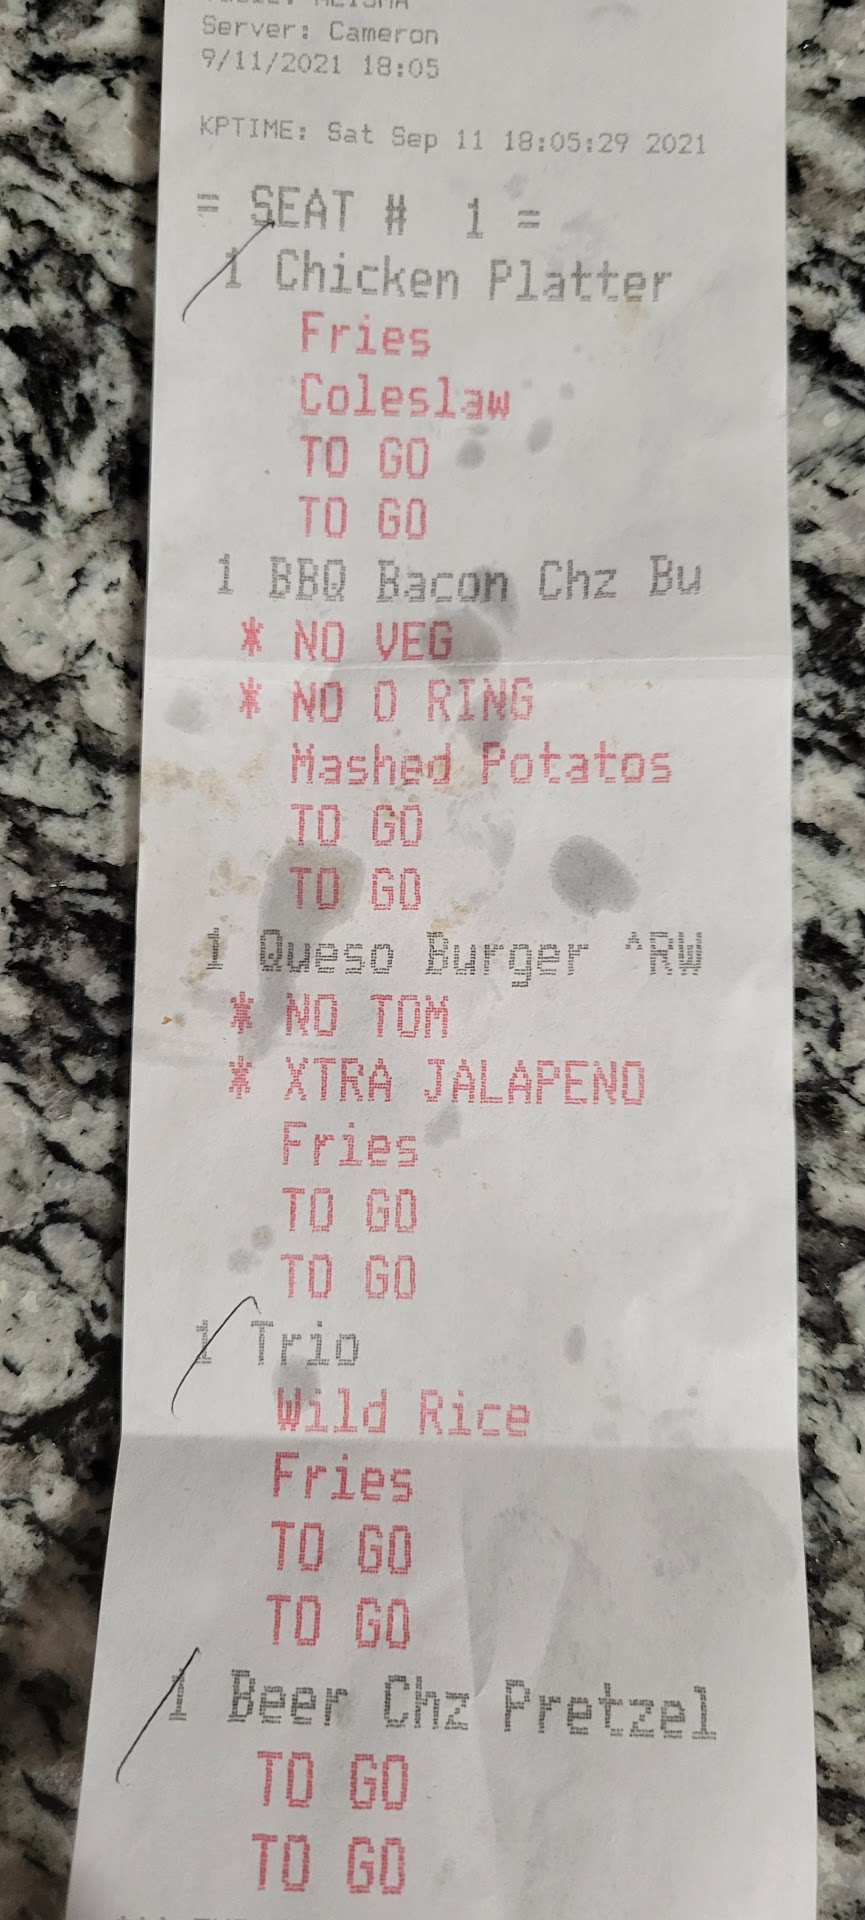 Server: Cameron
9/11/2021 18:05
KPTIME: Sat Sep 11 18:05:29 2021
= SEAT # 1 =
1 Chicken Platter
Fries
Coleslaw
TO GO
TO GO
1 BBQ Bacon Chz Bu
* NO VEG
* NO O RING
Mashed Potatos
TO GO
TO GO
1 Queso Burger ^RW
* NO TOM
* XTRA JALAPENO
Fries
TO GO
TO GO
1 Trio
Wild Rice
Fries
TO GO
TO GO
1 Beer Chz Pretzel
TO GO
TO GO